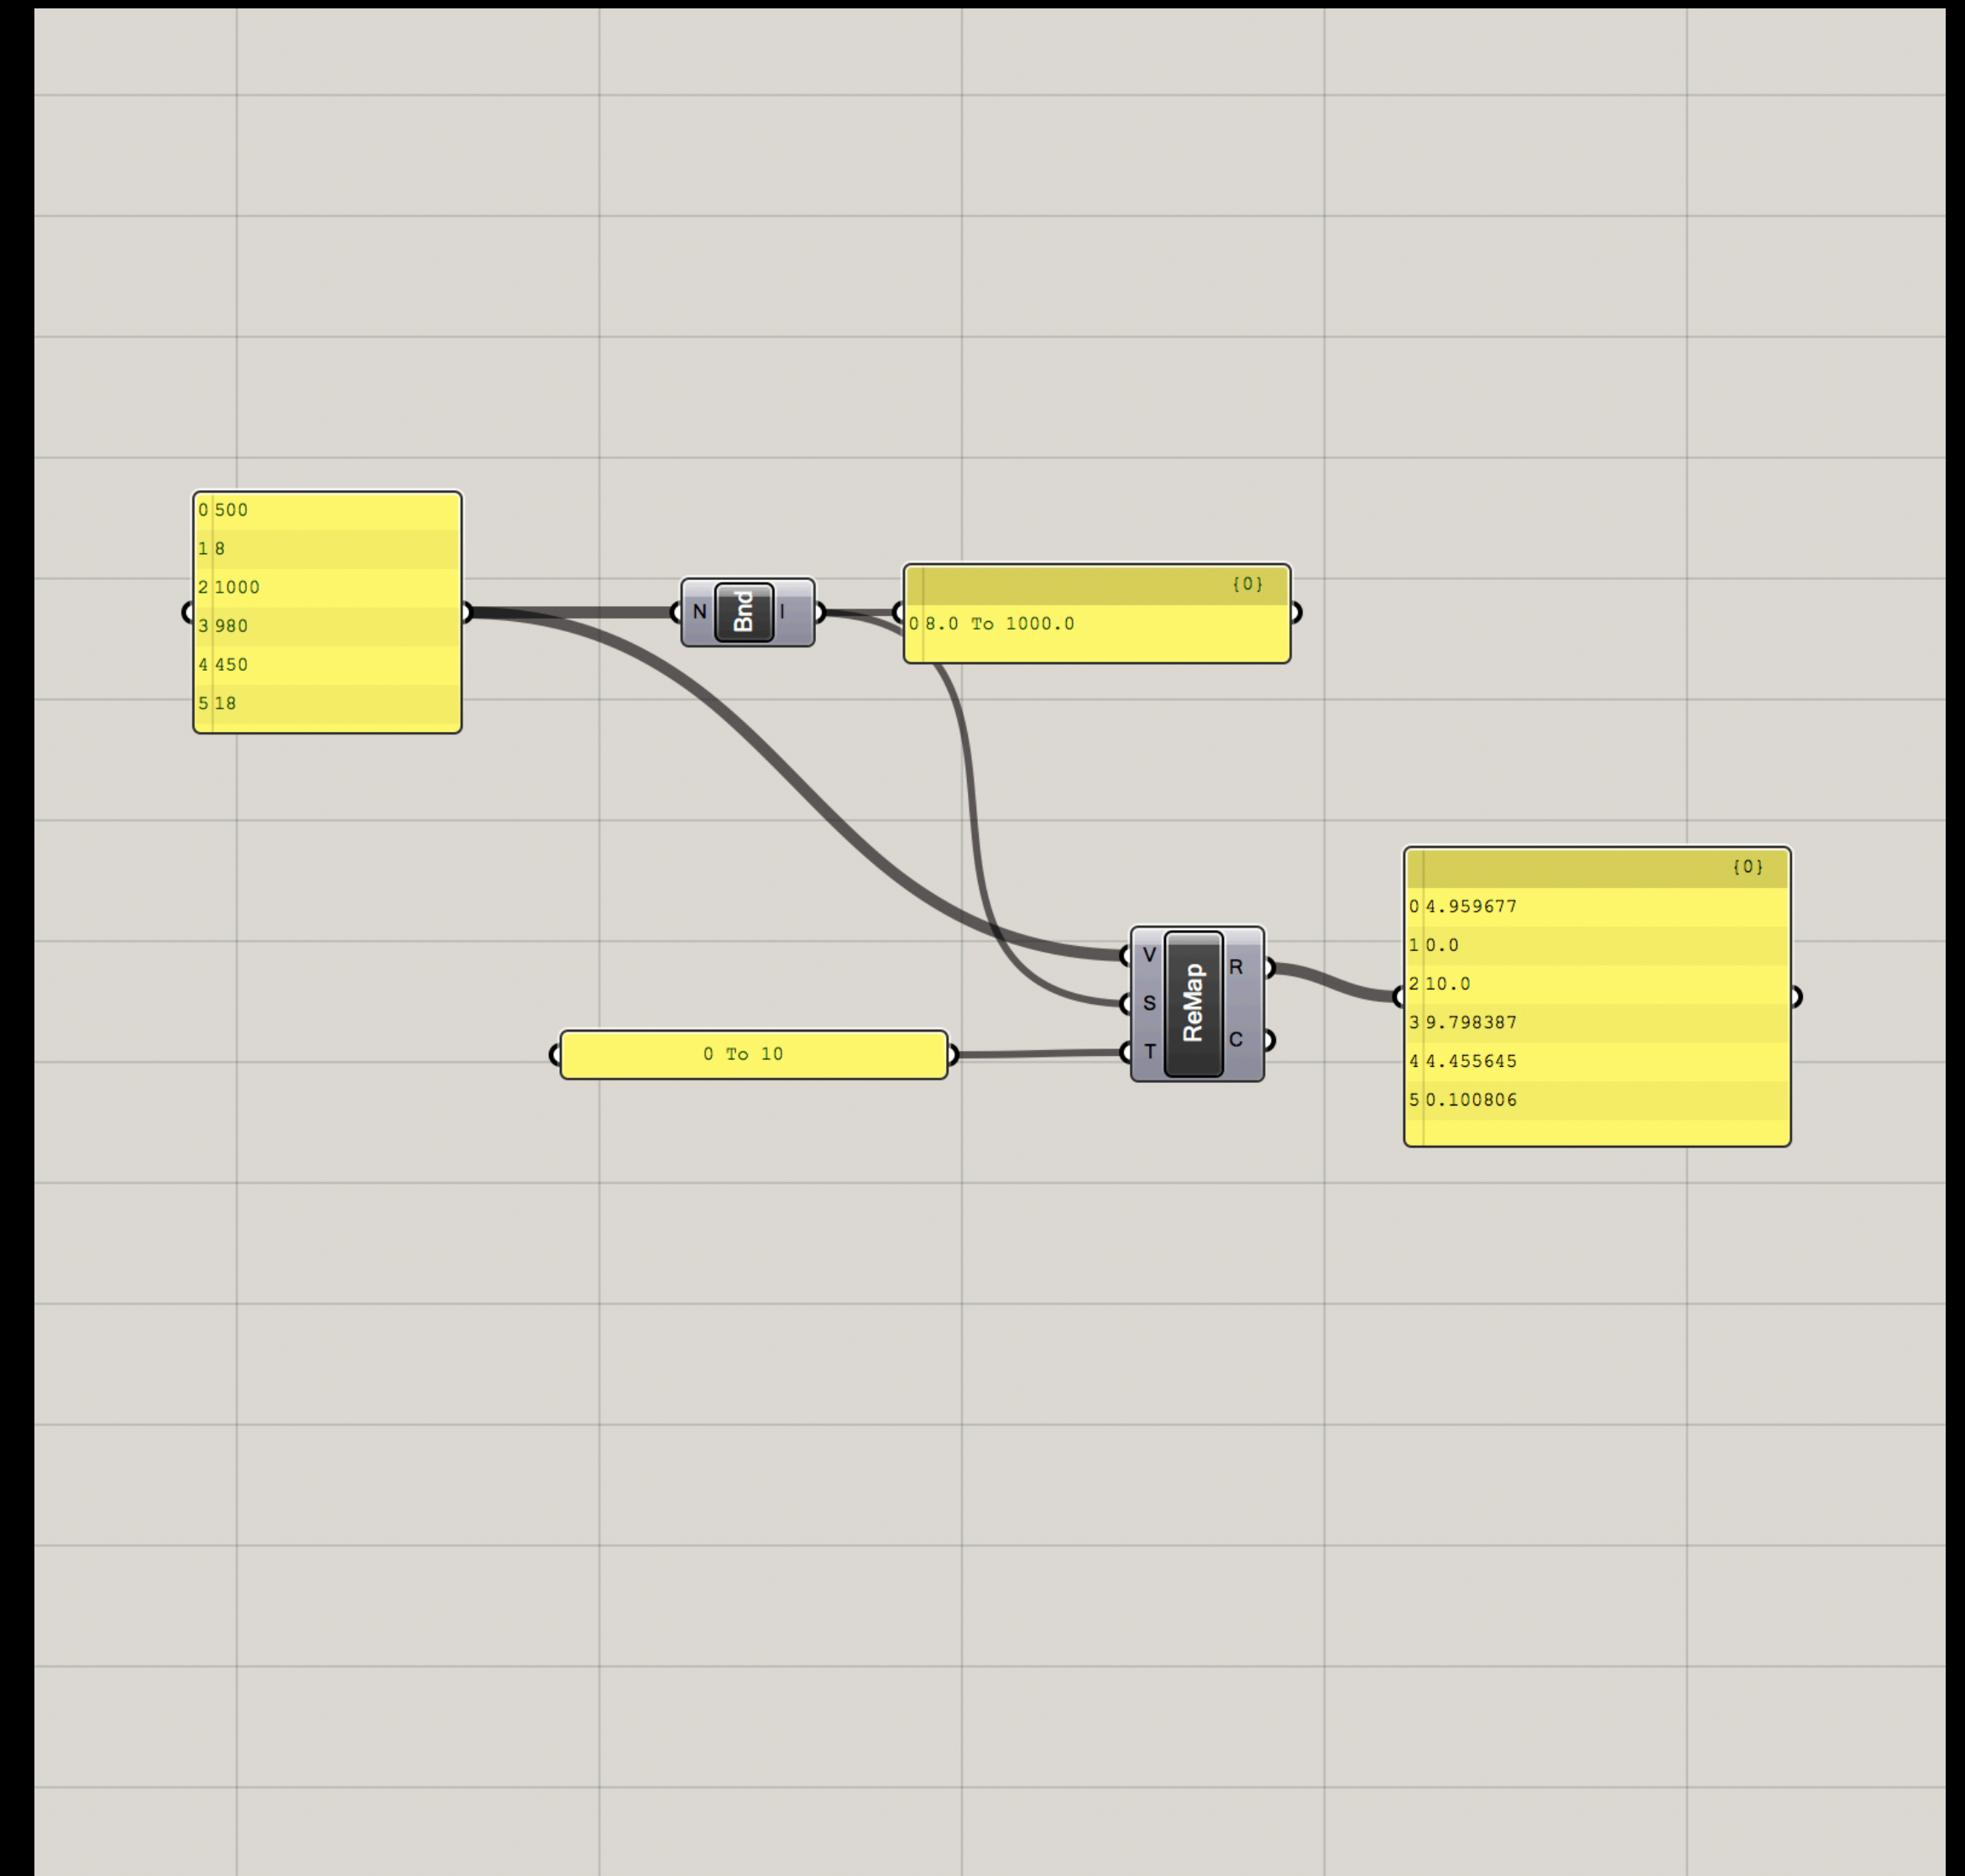 0 500
1 8
2 1000
3 980
4 450
5 18
N Bnd I
{0}
0 8.0 To 1000.0
0 To 10
V
S
T
ReMap
R
C
{0}
0 4.959677
1 0.0
2 10.0
3 9.798387
4 4.455645
5 0.100806